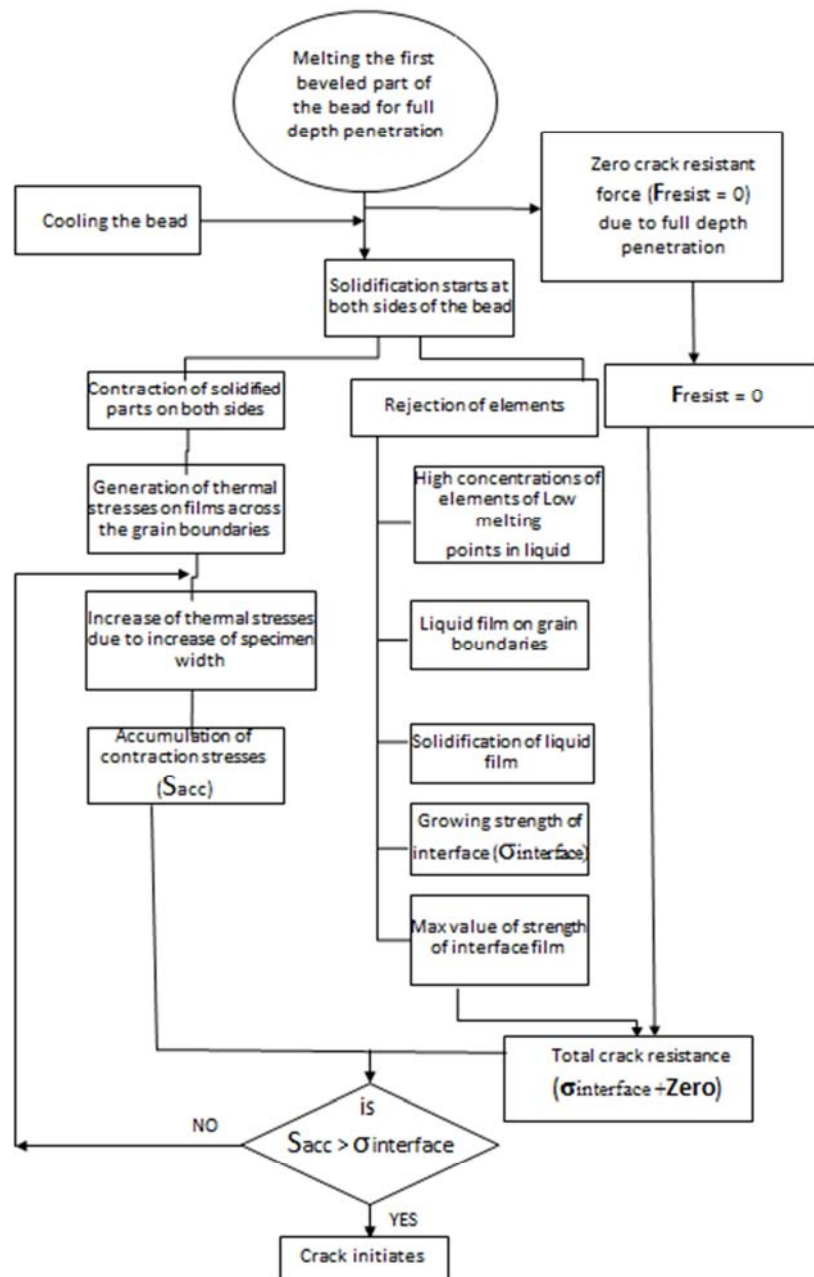 Melting the first
beveled part of
the bead for full
depth penetration
Zero crack resistant
force (Fresist = 0)
due to full depth
penetration
Cooling the bead
Solidification starts at
both sides of the bead
Contraction of solidified
parts on both sides
Rejection of elements
Fresist = 0
Generation of thermal
stresses on films across
the grain boundaries
High concentrations of
elements of Low
melting
points in liquid
Increase of thermal stresses
due to increase of specimen
width
Liquid film on grain
boundaries
Accumulation of
contraction stresses
(Sacc)
Solidification of liquid
film
Growing strength of
interface (σinterface)
Max value of strength
of interface film
Total crack resistance
(σinterface +Zero)
is
Sacc > σinterface
NO
YES
Crack initiates